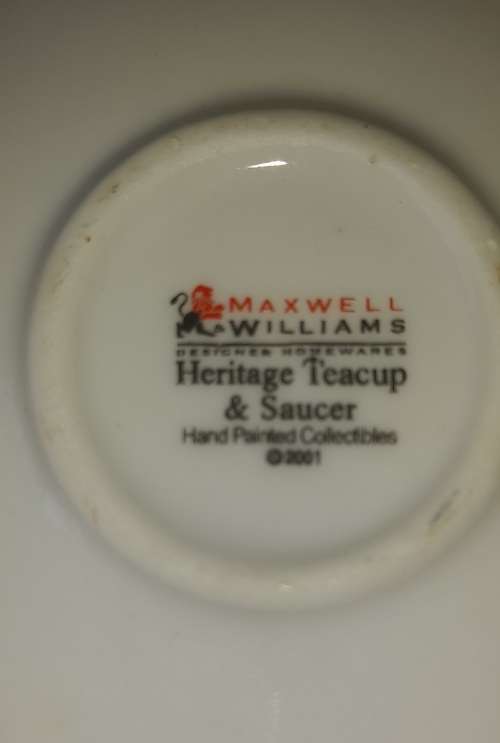 MAXWELL
& WILLIAMS
DESIGNER HOMEWARES
Heritage Teacup
& Saucer
Hand Painted Collectibles
©2001